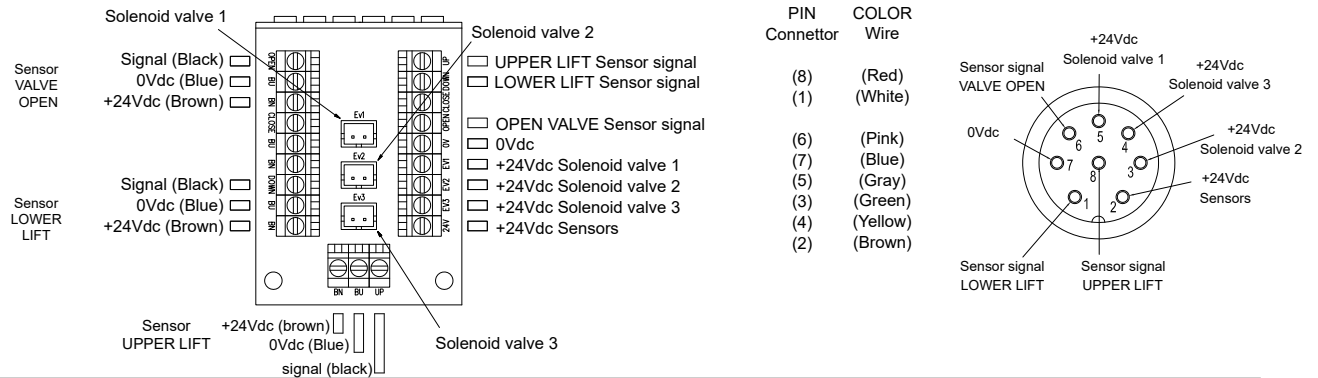 Solenoid valve 1
Solenoid valve 2
Sensor
VALVE
OPEN
Signal (Black)
0Vdc (Blue)
+24Vdc (Brown)
Sensor
LOWER
LIFT
Signal (Black)
0Vdc (Blue)
+24Vdc (Brown)
OPEN
BU
BN
CLOSE
BU
BN
DOWN
BU
BN
Ev1
Ev2
Ev3
UP
DOWN
CLOSE
OPEN
0V
EV1
EV2
EV3
24V
BN BU UP
UPPER LIFT Sensor signal
LOWER LIFT Sensor signal
OPEN VALVE Sensor signal
0Vdc
+24Vdc Solenoid valve 1
+24Vdc Solenoid valve 2
+24Vdc Solenoid valve 3
+24Vdc Sensors
Sensor
UPPER LIFT
+24Vdc (brown)
0Vdc (Blue)
signal (black)
Solenoid valve 3
PIN COLOR
Connettor Wire
(8) (Red)
(1) (White)
(6) (Pink)
(7) (Blue)
(5) (Gray)
(3) (Green)
(4) (Yellow)
(2) (Brown)
+24Vdc
Solenoid valve 1
+24Vdc
Solenoid valve 3
Sensor signal
VALVE OPEN
0Vdc
+24Vdc
Solenoid valve 2
+24Vdc
Sensors
6
5
4
7
8
3
1
2
Sensor signal
LOWER LIFT
Sensor signal
UPPER LIFT